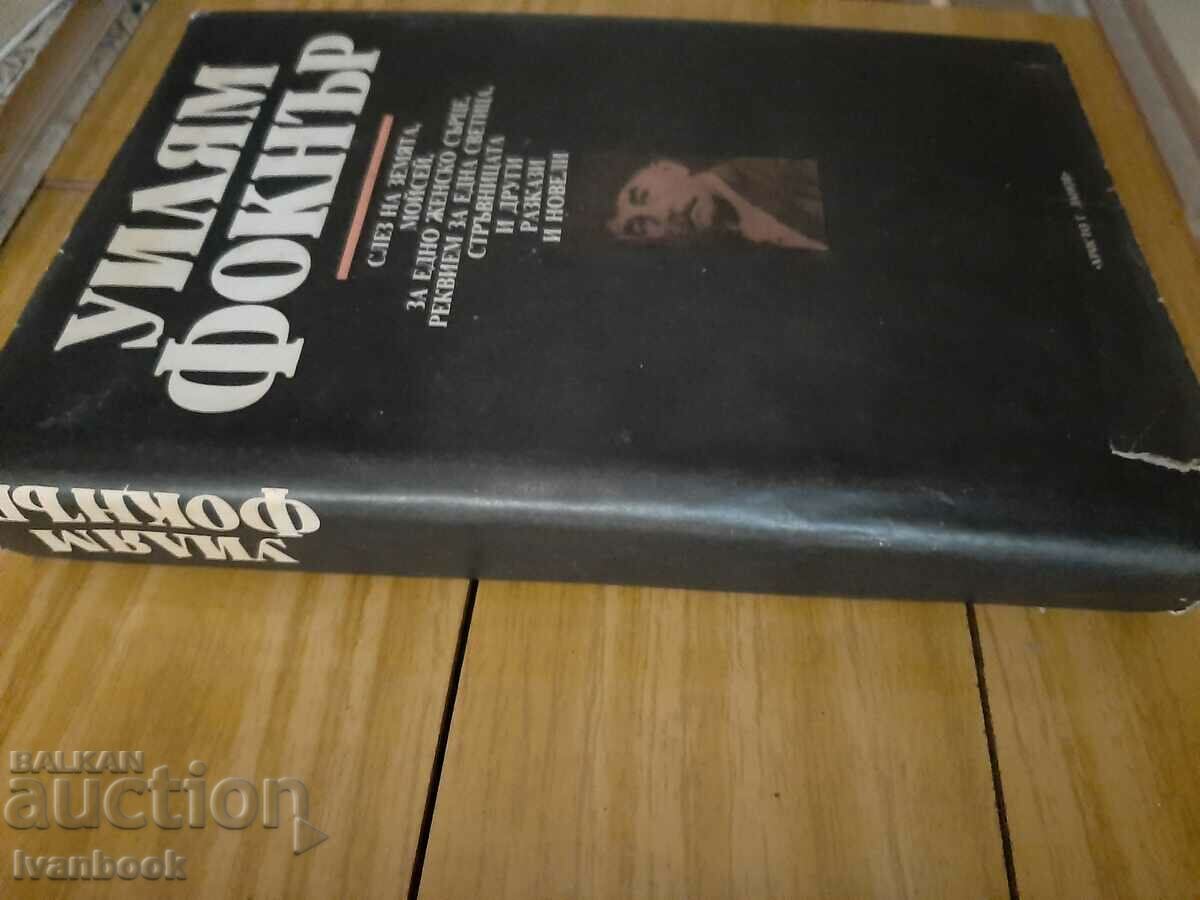 УИЛЯМ
ФОКНЪР
СЛЕЗ НА ЗЕМЯТА,
МОЙСЕЙ,
ЗА ЕДНО ЖЕНСКО СЪРЦЕ,
РЕКВИЕМ ЗА ЕДНА СВЕТИЦА,
СТРЪВНИЦАТА
И ДРУГИ
РАЗКАЗИ
И НОВЕЛИ
УИЛЯМ
ФОКНЪР
BALKAN
auction
Ivanbook